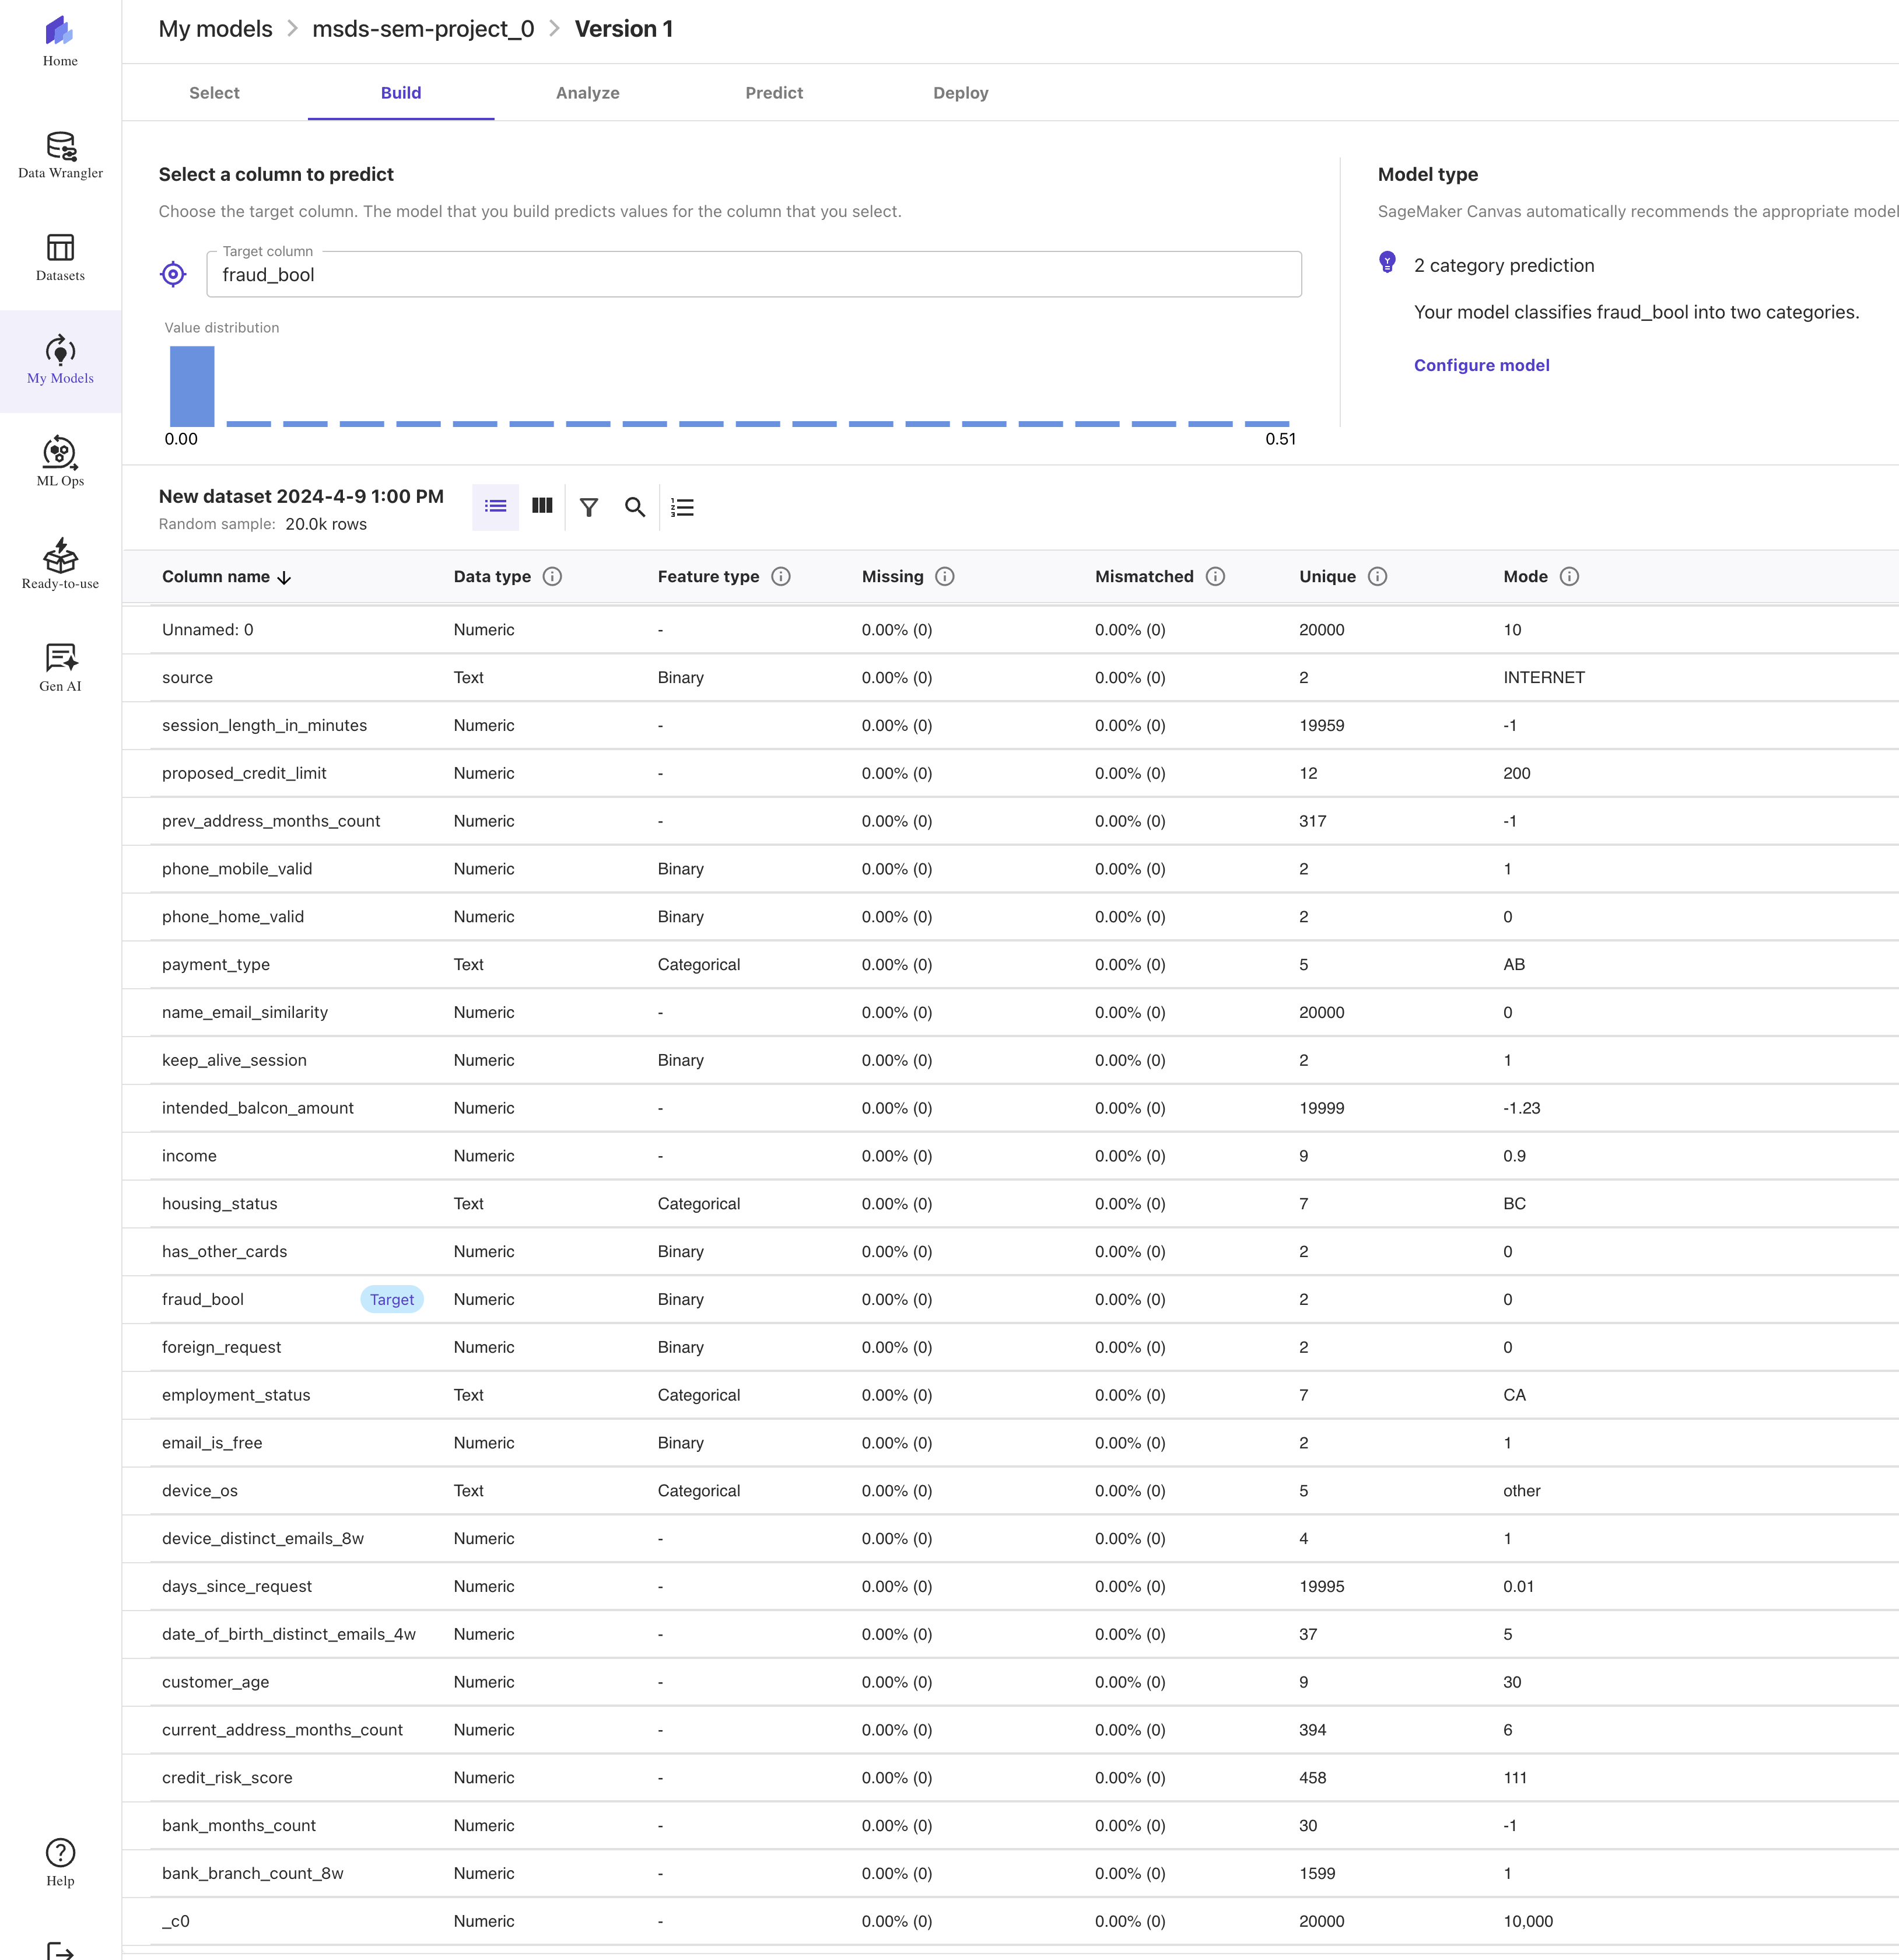 My models > msds-sem-project_0 > Version 1
Home
Select Build Analyze Predict Deploy
Data Wrangler
Datasets
My Models
ML Ops
Ready-to-use
Gen AI
Help
Select a column to predict
Choose the target column. The model that you build predicts values for the column that you select.
Target column
fraud_bool
Value distribution
0.00 0.51
Model type
SageMaker Canvas automatically recommends the appropriate model
2 category prediction
Your model classifies fraud_bool into two categories.
Configure model
New dataset 2024-4-9 1:00 PM
Random sample: 20.0k rows
Column name Data type Feature type Missing Mismatched Unique Mode
Unnamed: 0 Numeric - 0.00% (0) 0.00% (0) 20000 10
source Text Binary 0.00% (0) 0.00% (0) 2 INTERNET
session_length_in_minutes Numeric - 0.00% (0) 0.00% (0) 19959 -1
proposed_credit_limit Numeric - 0.00% (0) 0.00% (0) 12 200
prev_address_months_count Numeric - 0.00% (0) 0.00% (0) 317 -1
phone_mobile_valid Numeric Binary 0.00% (0) 0.00% (0) 2 1
phone_home_valid Numeric Binary 0.00% (0) 0.00% (0) 2 0
payment_type Text Categorical 0.00% (0) 0.00% (0) 5 AB
name_email_similarity Numeric - 0.00% (0) 0.00% (0) 20000 0
keep_alive_session Numeric Binary 0.00% (0) 0.00% (0) 2 1
intended_balcon_amount Numeric - 0.00% (0) 0.00% (0) 19999 -1.23
income Numeric - 0.00% (0) 0.00% (0) 9 0.9
housing_status Text Categorical 0.00% (0) 0.00% (0) 7 BC
has_other_cards Numeric Binary 0.00% (0) 0.00% (0) 2 0
fraud_bool Target Numeric Binary 0.00% (0) 0.00% (0) 2 0
foreign_request Numeric Binary 0.00% (0) 0.00% (0) 2 0
employment_status Text Categorical 0.00% (0) 0.00% (0) 7 CA
email_is_free Numeric Binary 0.00% (0) 0.00% (0) 2 1
device_os Text Categorical 0.00% (0) 0.00% (0) 5 other
device_distinct_emails_8w Numeric - 0.00% (0) 0.00% (0) 4 1
days_since_request Numeric - 0.00% (0) 0.00% (0) 19995 0.01
date_of_birth_distinct_emails_4w Numeric - 0.00% (0) 0.00% (0) 37 5
customer_age Numeric - 0.00% (0) 0.00% (0) 9 30
current_address_months_count Numeric - 0.00% (0) 0.00% (0) 394 6
credit_risk_score Numeric - 0.00% (0) 0.00% (0) 458 111
bank_months_count Numeric - 0.00% (0) 0.00% (0) 30 -1
bank_branch_count_8w Numeric - 0.00% (0) 0.00% (0) 1599 1
_c0 Numeric - 0.00% (0) 0.00% (0) 20000 10,000